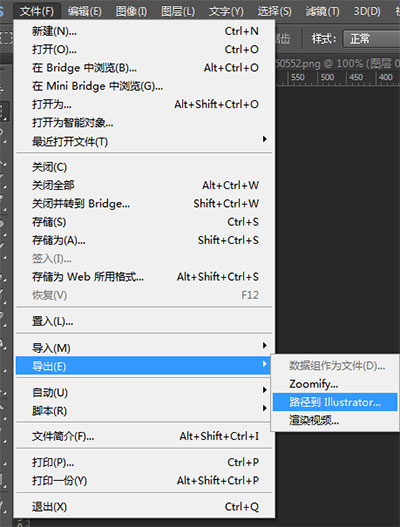 文件(F) 编辑(E) 图像(I) 图层(L) 文字(Y) 选择(S) 滤镜(T) 3D(D)
新建(N)... Ctrl+N
样式: 正常
打开(O)... Ctrl+O
在 Bridge 中浏览(B)... Alt+Ctrl+O
50552.png @ 100% (图层 0
在 Mini Bridge 中浏览(G)...
550 500 450 400 350
打开为... Alt+Shift+Ctrl+O
打开为智能对象...
最近打开文件(T)
关闭(C)
关闭全部 Alt+Ctrl+W
关闭并转到 Bridge... Shift+Ctrl+W
存储(S) Ctrl+S
存储为(A)... Shift+Ctrl+S
签入(I)...
存储为 Web 所用格式... Alt+Shift+Ctrl+S
恢复(V) F12
置入(L)...
导入(M)
导出(E)
数据组作为文件(D)...
Zoomify...
路径到 Illustrator...
渲染视频...
自动(U)
脚本(R)
文件简介(F)... Alt+Shift+Ctrl+I
打印(P)... Ctrl+P
打印一份(Y) Alt+Shift+Ctrl+P
退出(X) Ctrl+Q